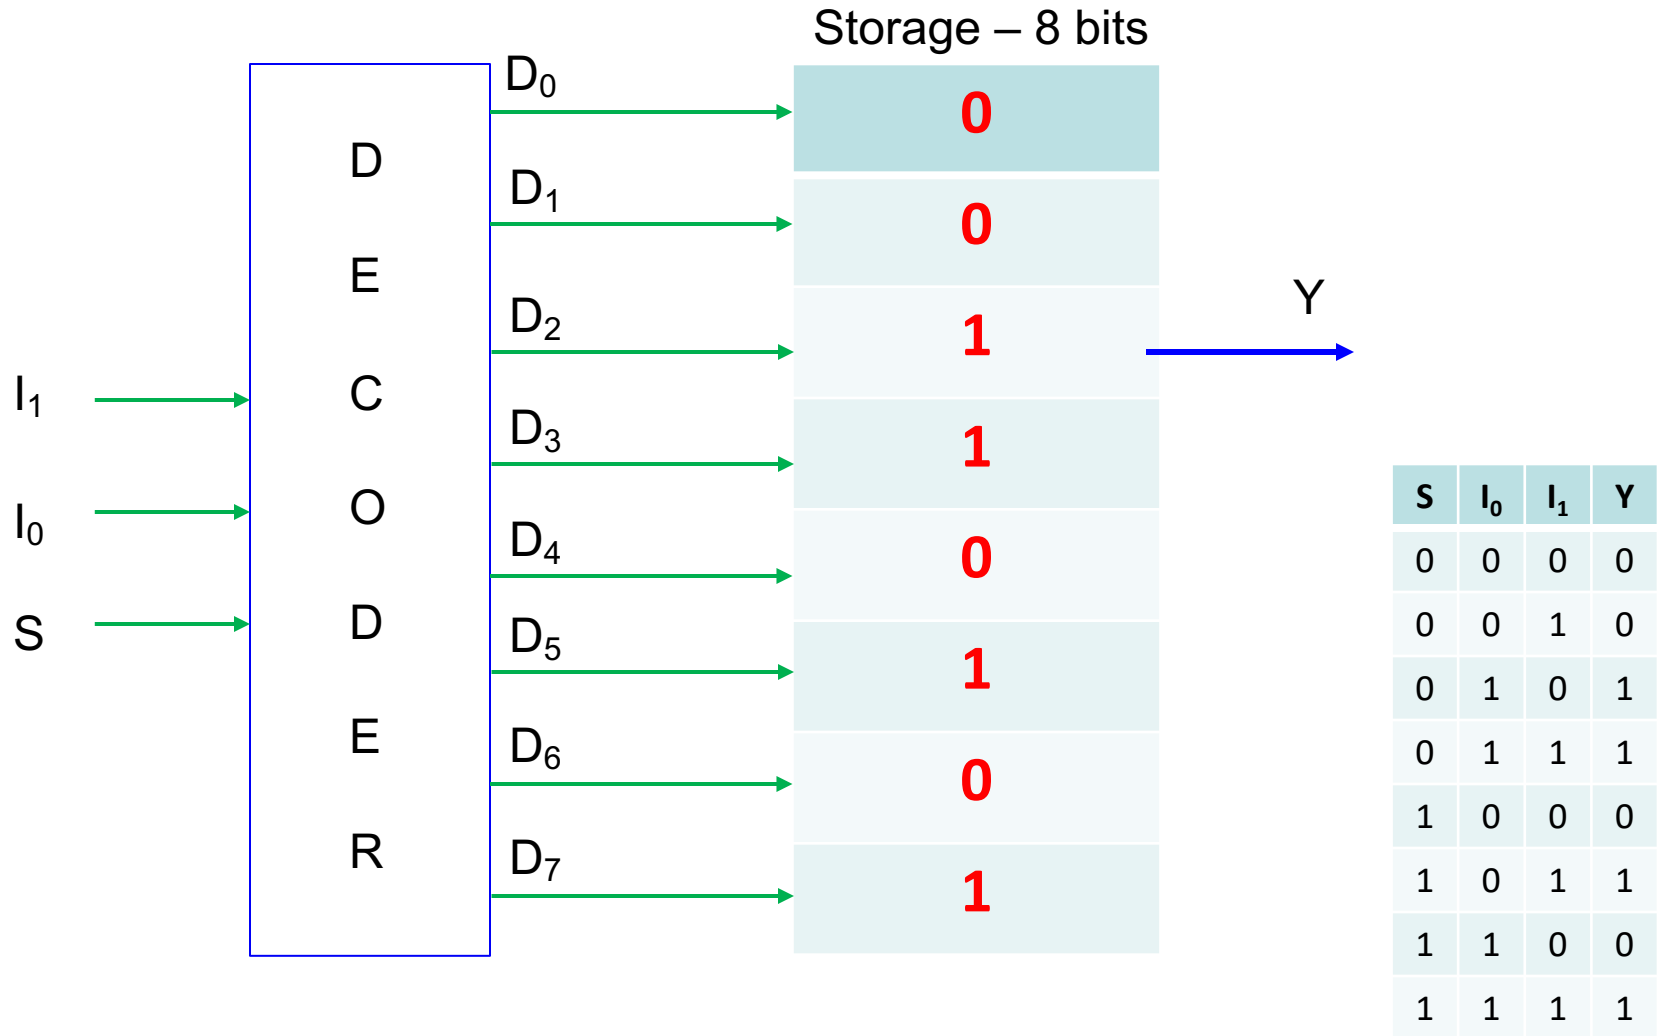 Storage – 8 bits
I₁
I₀
S
D
E
C
O
D
E
R
D₀
D₁
D₂
D₃
D₄
D₅
D₆
D₇
0
0
1
1
0
1
0
1
Y
S I₀ I₁ Y
0 0 0 0
0 0 1 0
0 1 0 1
0 1 1 1
1 0 0 0
1 0 1 1
1 1 0 0
1 1 1 1